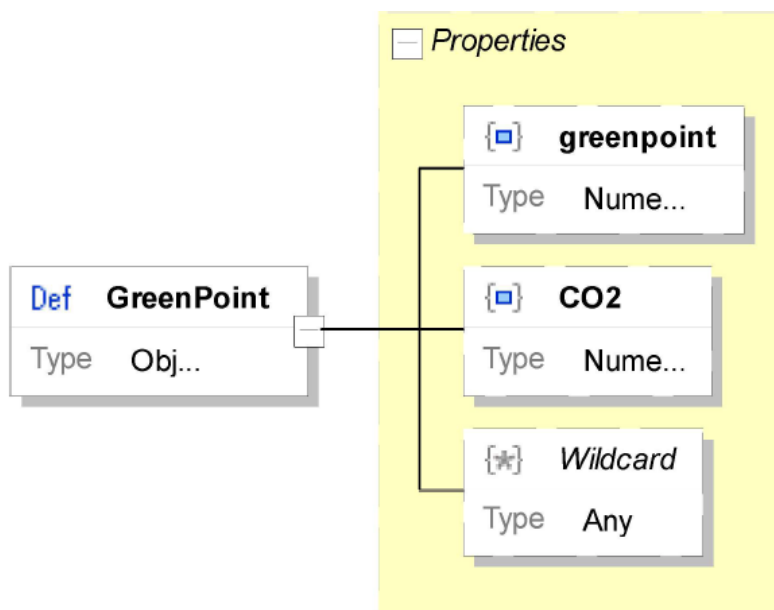 Properties
greenpoint
Type Nume...
Def GreenPoint
Type Obj...
CO2
Type Nume...
{*} Wildcard
Type Any